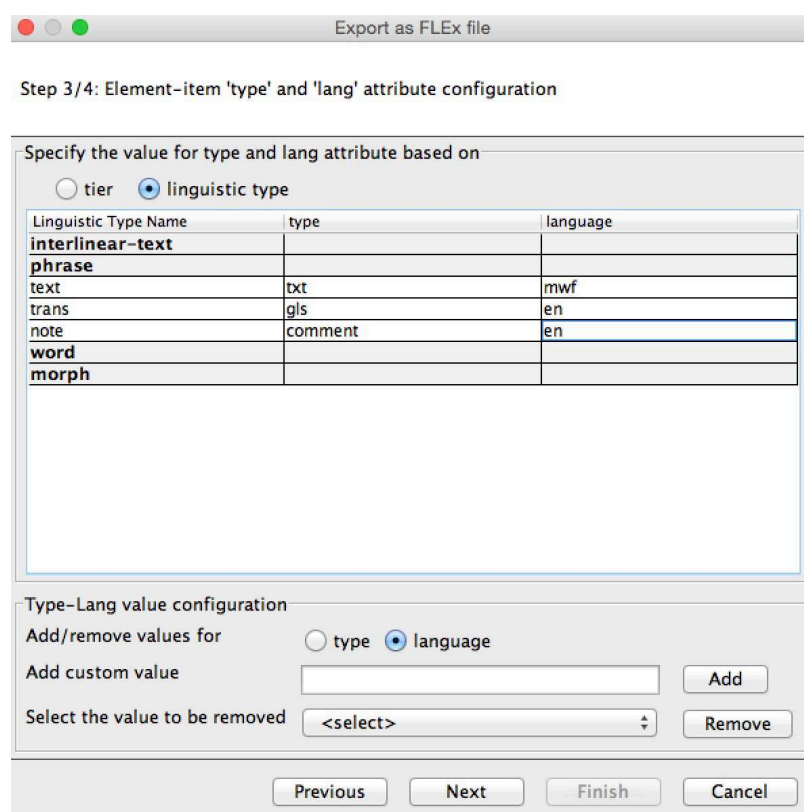 Export as FLEx file
Step 3/4: Element-item 'type' and 'lang' attribute configuration
Specify the value for type and lang attribute based on
tier linguistic type
Linguistic Type Name type language
interlinear-text
phrase
text txt mwf
trans gls en
note comment en
word
morph
Type-Lang value configuration
Add/remove values for type language
Add custom value Add
Select the value to be removed <select> Remove
Previous Next Finish Cancel